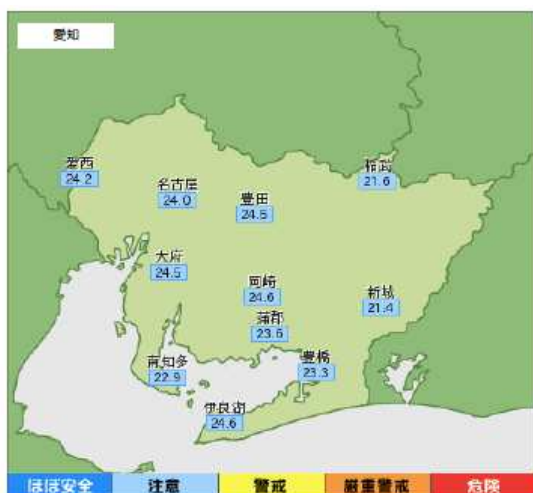 愛知
愛西
24.2
名古屋
24.0
豊田
24.5
稲武
21.6
大府
24.5
岡崎
24.6
新城
21.4
蒲郡
23.6
南知多
22.9
豊橋
23.3
伊良湖
24.6
ほぼ安全 注意 警戒 厳重警戒 危険